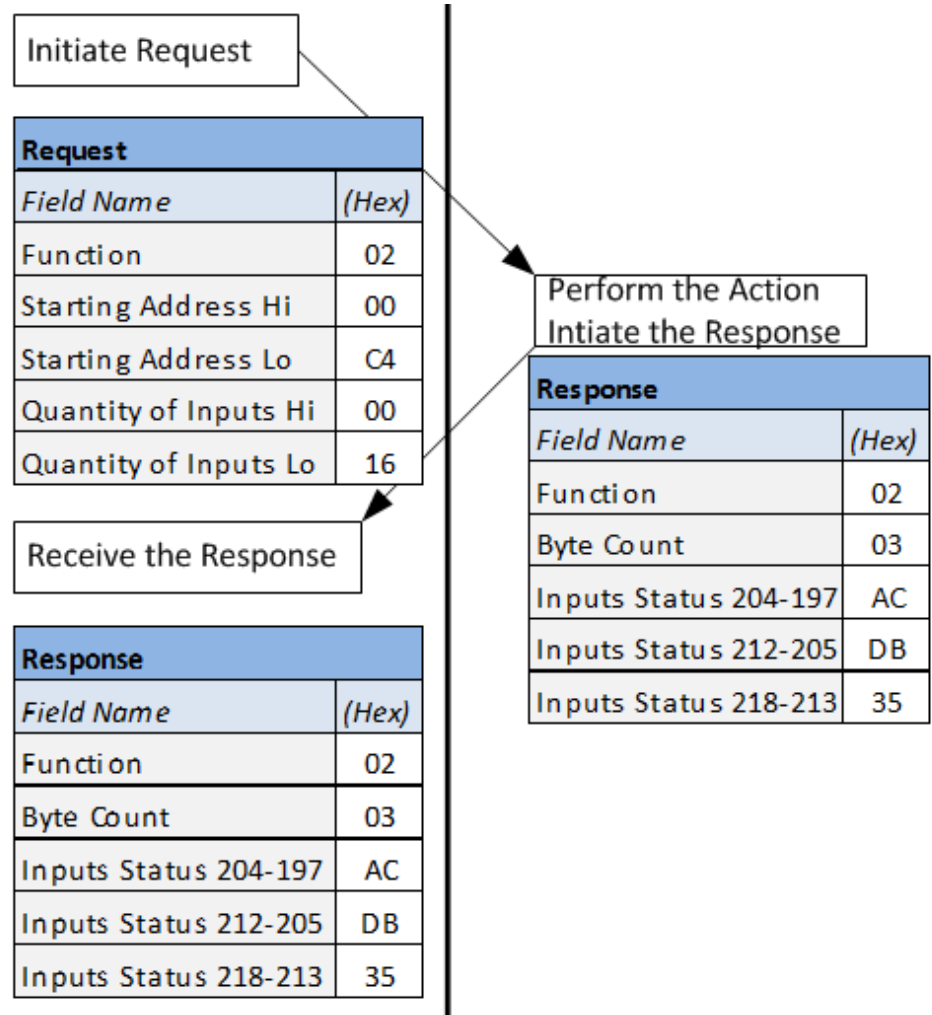 Initiate Request
Request
Field Name (Hex)
Function 02
Starting Address Hi 00
Starting Address Lo C4
Quantity of Inputs Hi 00
Quantity of Inputs Lo 16
Perform the Action
Intiate the Response
Response
Field Name (Hex)
Function 02
Byte Count 03
Inputs Status 204-197 AC
Inputs Status 212-205 DB
Inputs Status 218-213 35
Receive the Response
Response
Field Name (Hex)
Function 02
Byte Count 03
Inputs Status 204-197 AC
Inputs Status 212-205 DB
Inputs Status 218-213 35